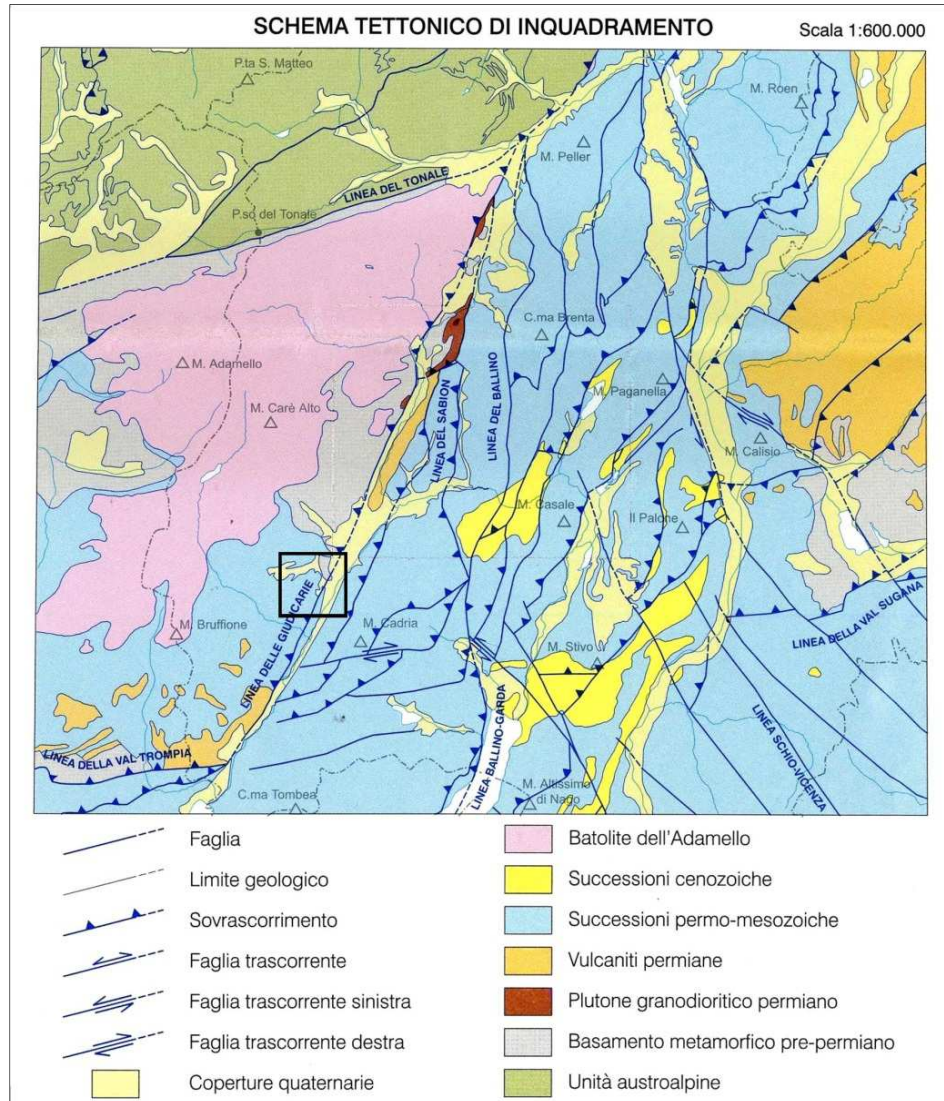 SCHEMA TETTONICO DI INQUADRAMENTO
Scala 1:600.000
P.ta S. Matteo
M. Roen
M. Peller
LINEA DEL TONALE
P.so del Tonale
C.ma Brenta
M. Adamello
M. Paganella
M. Carè Alto
LINEA DEL SABION
LINEA DEL BALLINO
M. Calisio
M. Casale
Il Palone
M. Bruffione
LINEA DELLE GIUDICARIE
M. Cadria
M. Stivo
LINEA DELLA VAL SUGANA
LINEA DELLA VAL TROMPIA
LINEA BALLINO-GARDA
LINEA SCHIO-VICENZA
C.ma Tombea
M. Altissimo
di Nago
Faglia
Limite geologico
Sovrascorrimento
Faglia trascorrente
Faglia trascorrente sinistra
Faglia trascorrente destra
Coperture quaternarie
Batolite dell'Adamello
Successioni cenozoiche
Successioni permo-mesozoiche
Vulcaniti permiane
Plutone granodioritico permiano
Basamento metamorfico pre-permiano
Unità austroalpine